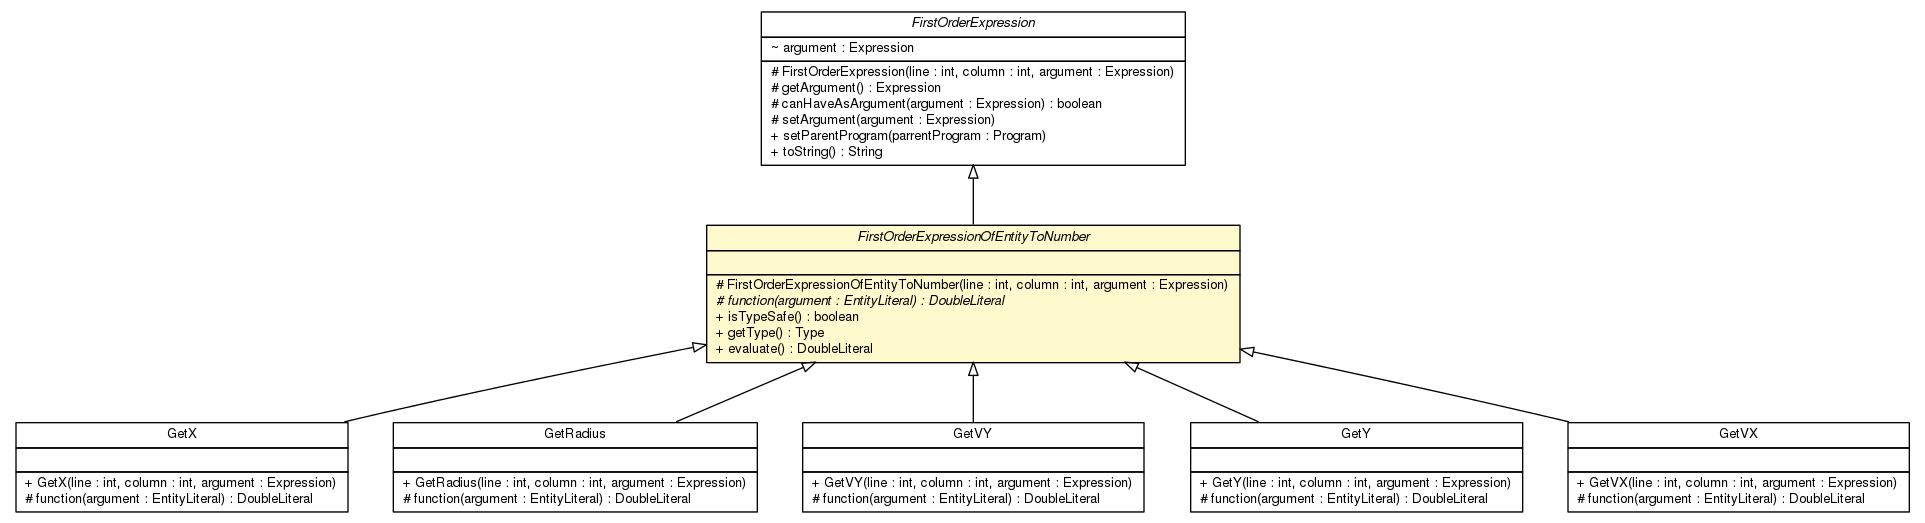 FirstOrderExpression
~ argument : Expression
# FirstOrderExpression(line : int, column : int, argument : Expression)
# getArgument() : Expression
# canHaveAsArgument(argument : Expression) : boolean
# setArgument(argument : Expression)
+ setParentProgram(parrentProgram : Program)
+ toString() : String
FirstOrderExpressionOfEntityToNumber
# FirstOrderExpressionOfEntityToNumber(line : int, column : int, argument : Expression)
# function(argument : EntityLiteral) : DoubleLiteral
+ isTypeSafe() : boolean
+ getType() : Type
+ evaluate() : DoubleLiteral
GetX
+ GetX(line : int, column : int, argument : Expression)
# function(argument : EntityLiteral) : DoubleLiteral
GetRadius
+ GetRadius(line : int, column : int, argument : Expression)
# function(argument : EntityLiteral) : DoubleLiteral
GetVY
+ GetVY(line : int, column : int, argument : Expression)
# function(argument : EntityLiteral) : DoubleLiteral
GetY
+ GetY(line : int, column : int, argument : Expression)
# function(argument : EntityLiteral) : DoubleLiteral
GetVX
+ GetVX(line : int, column : int, argument : Expression)
# function(argument : EntityLiteral) : DoubleLiteral